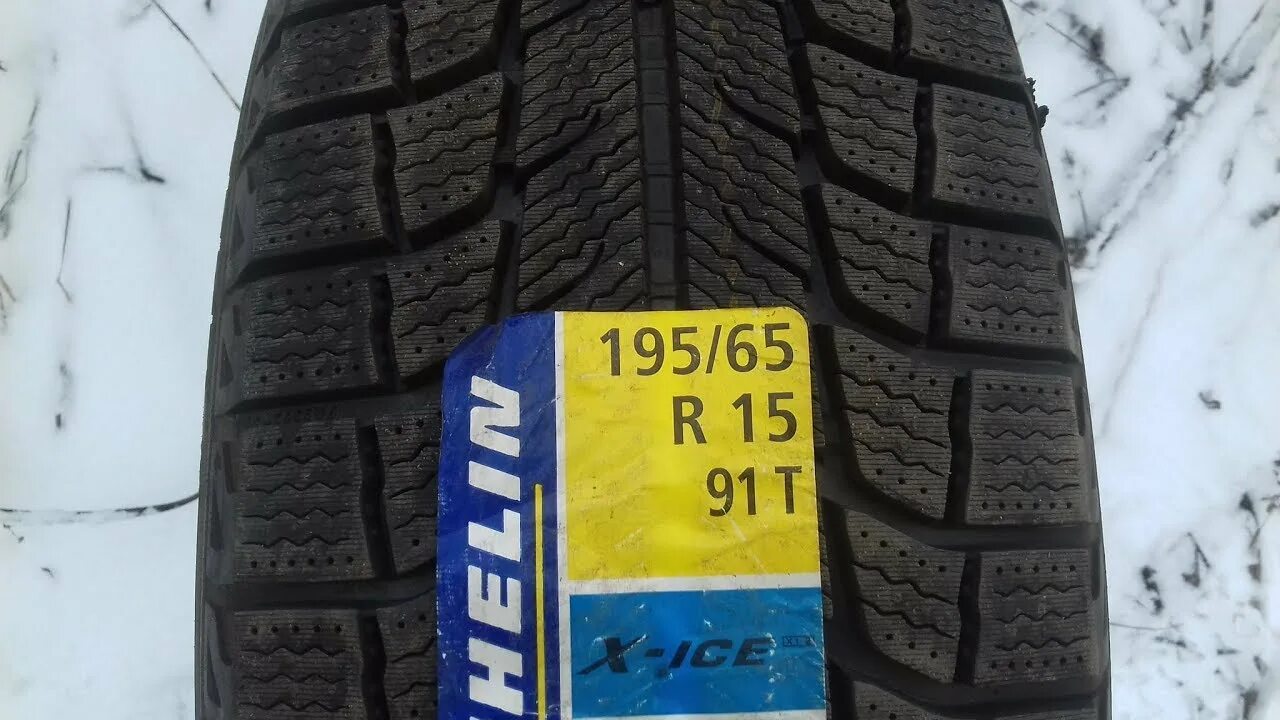 195/65
R 15
91 T
HELIN
X-ICE